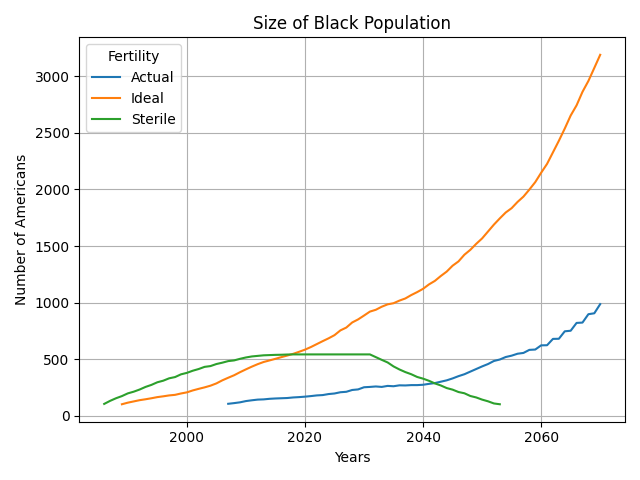 Size of Black Population
Number of Americans
3000
2500
2000
1500
1000
500
0
Fertility
Actual
Ideal
Sterile
2000
2020
2040
2060
Years